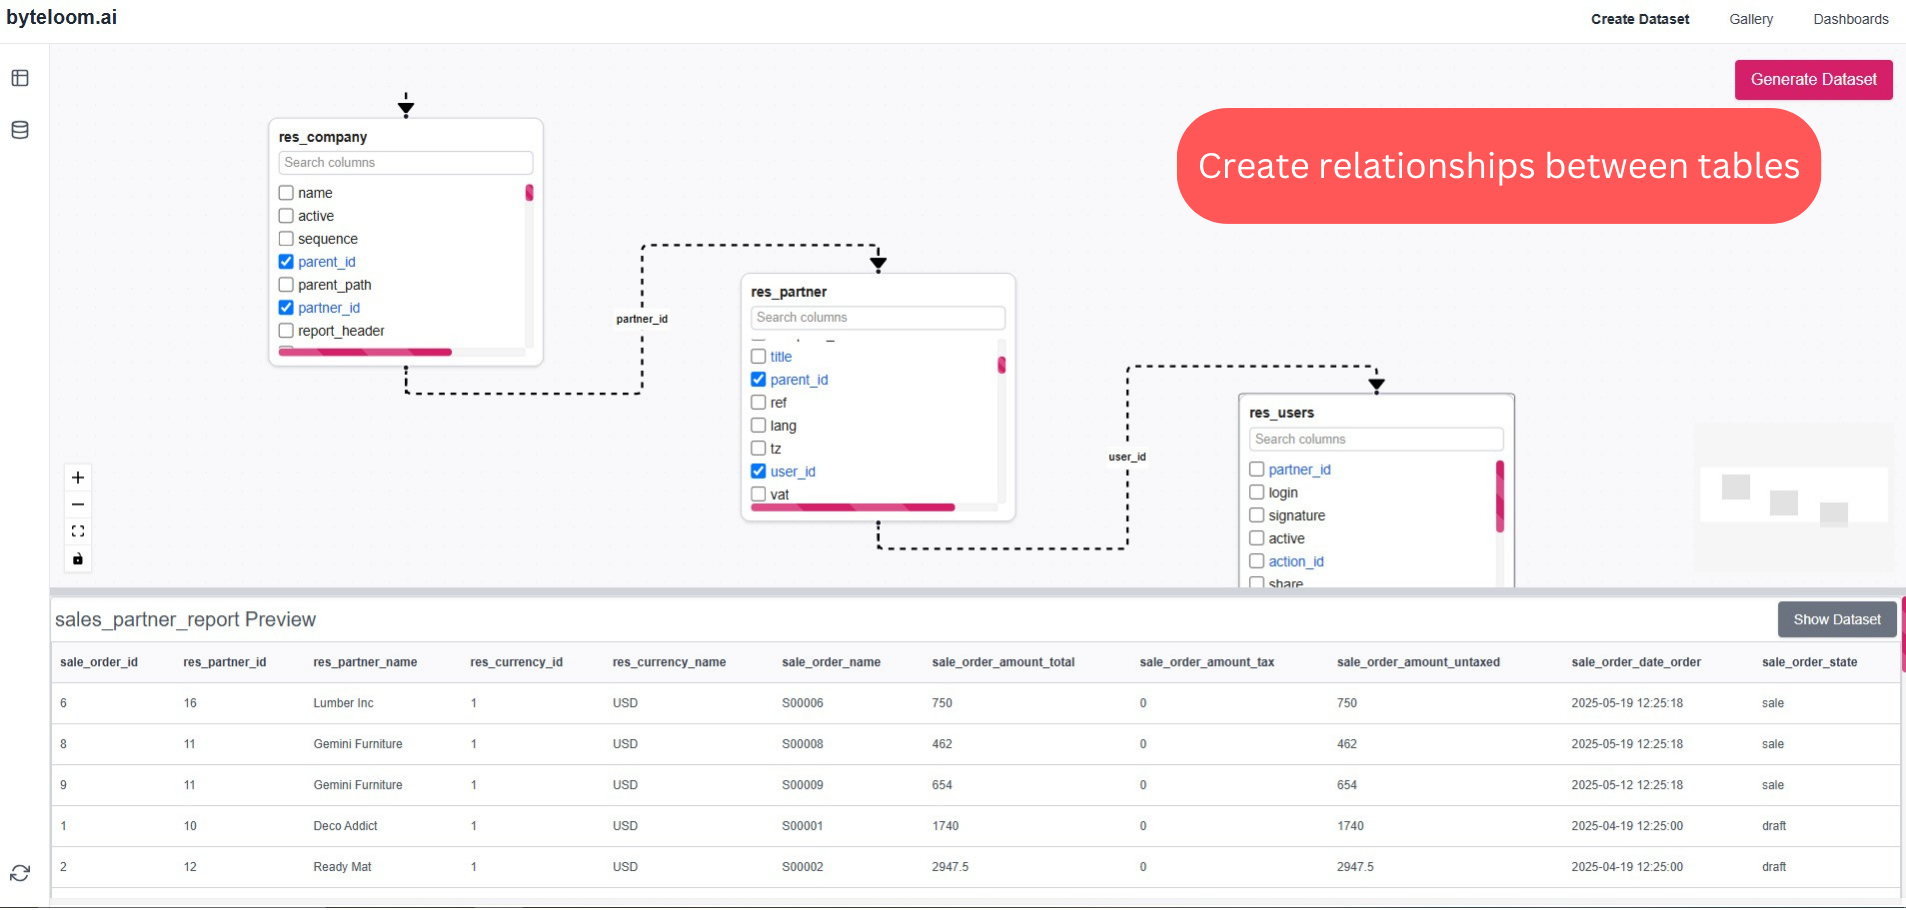 byteloom.ai
Create Dataset Gallery Dashboards
Generate Dataset
Create relationships between tables
res_company
Search columns
name
active
sequence
parent_id
parent_path
partner_id
report_header
partner_id
res_partner
Search columns
title
parent_id
ref
lang
tz
user_id
vat
user_id
res_users
Search columns
partner_id
login
signature
active
action_id
share
sales_partner_report Preview
Show Dataset
sale_order_id res_partner_id res_partner_name res_currency_id res_currency_name sale_order_name sale_order_amount_total sale_order_amount_tax sale_order_amount_untaxed sale_order_date_order sale_order_state
6 16 Lumber Inc 1 USD S00006 750 0 750 2025-05-19 12:25:18 sale
8 11 Gemini Furniture 1 USD S00008 462 0 462 2025-05-19 12:25:18 sale
9 11 Gemini Furniture 1 USD S00009 654 0 654 2025-05-12 12:25:18 sale
1 10 Deco Addict 1 USD S00001 1740 0 1740 2025-04-19 12:25:00 draft
2 12 Ready Mat 1 USD S00002 2947.5 0 2947.5 2025-04-19 12:25:00 draft